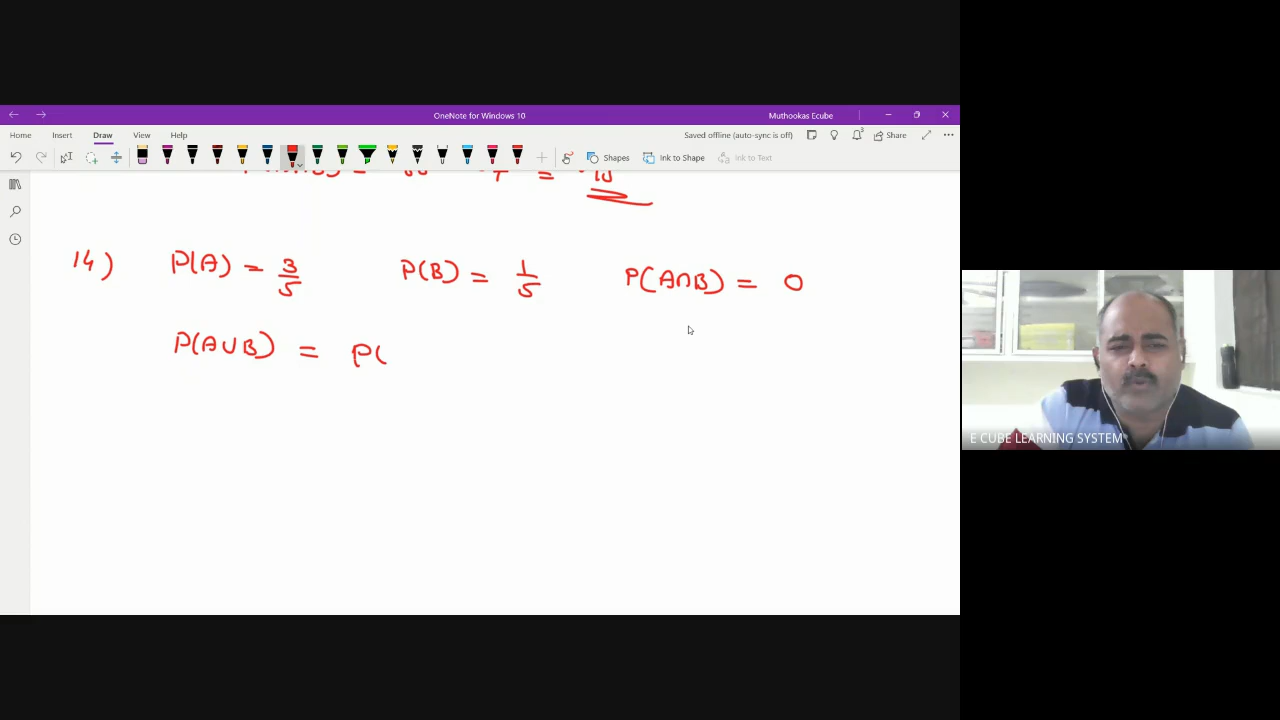 OneNote for Windows 10
Muthookas Ecube
Home Insert Draw View Help
Saved offline (auto-sync is off)
Share
Shapes
Ink to Shape
Ink to Text
14) P(A) = 3/5 P(B) = 1/5 P(A∩B) = 0
P(A∪B) = P(
E CUBE LEARNING SYSTEM